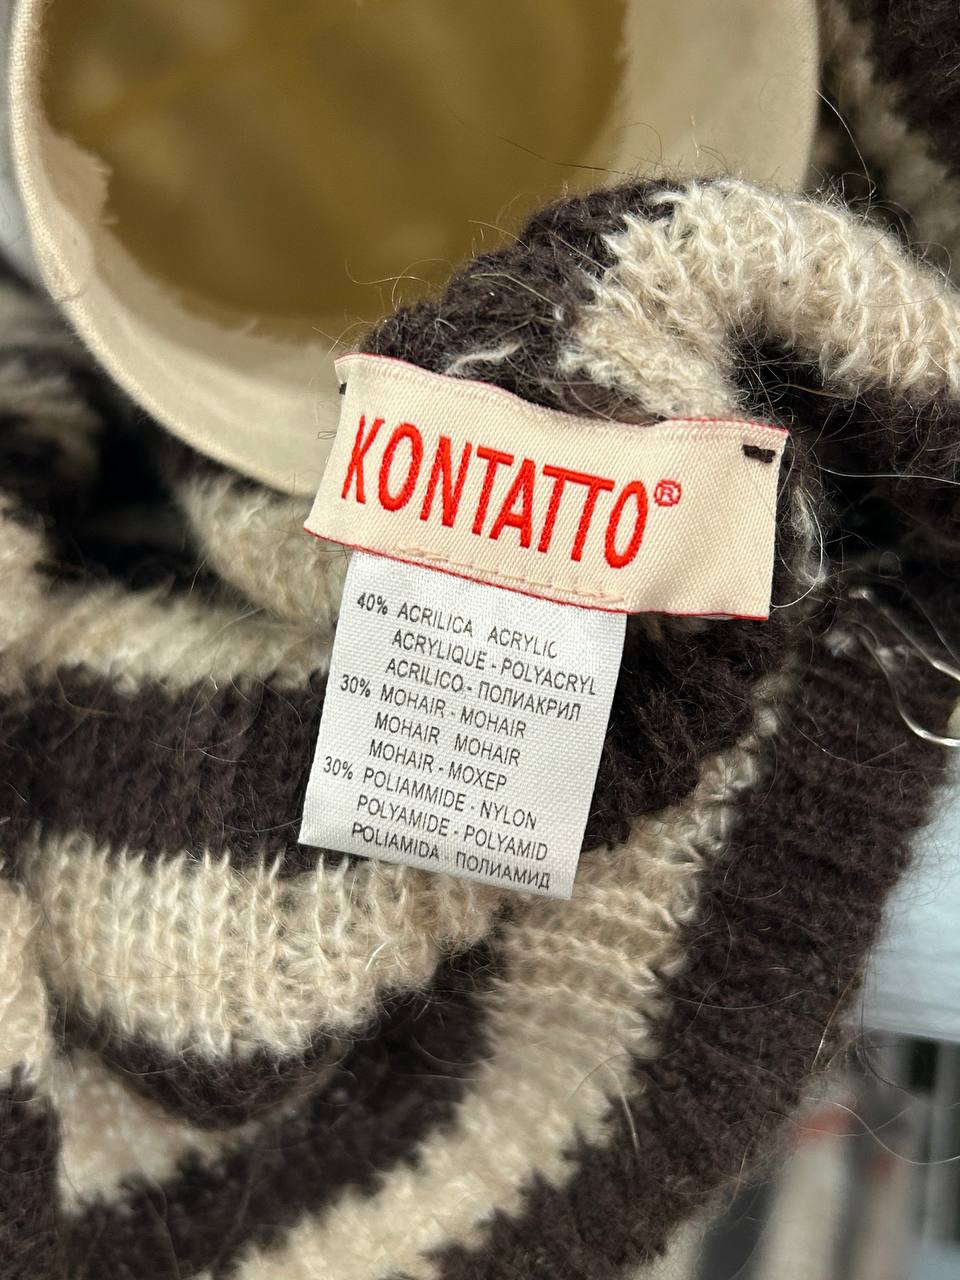 KONTATTO®
40% ACRILICA ACRYLIC
ACRYLIQUE - POLYACRYL
ACRILICO - ПОЛИАКРИЛ
30% MOHAIR - MOHAIR
MOHAIR MOHAIR
MOHAIR - МОХЕР
30% POLIAMMIDE - NYLON
POLYAMIDE - POLYAMID
POLIAMIDA - ПОЛИАМИД